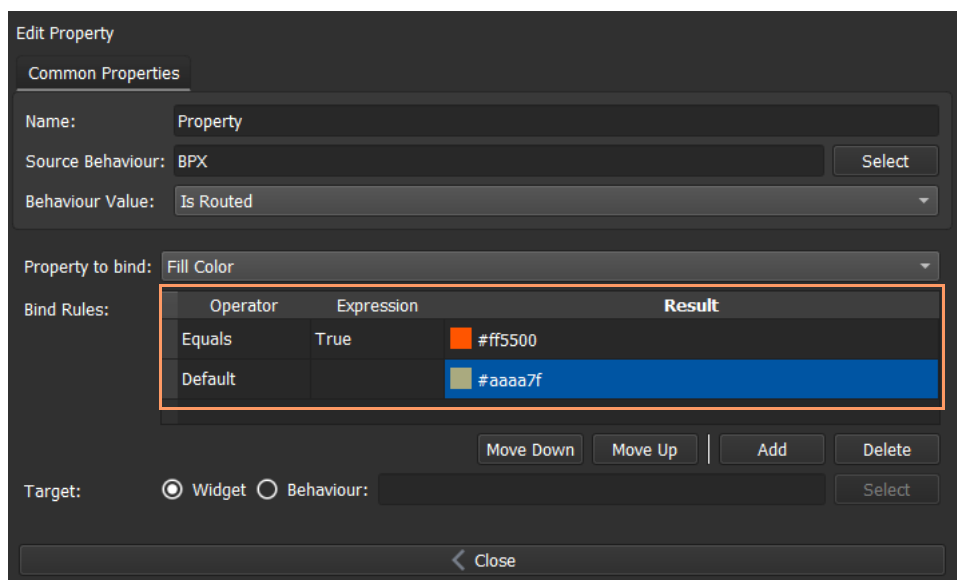 Edit Property
Common Properties
Name: Property
Source Behaviour: BPX Select
Behaviour Value: Is Routed
Property to bind: Fill Color
Bind Rules: Operator Expression Result
Equals True #ff5500
Default #aaaa7f
Move Down Move Up Add Delete
Target: Widget Behaviour: Select
Close